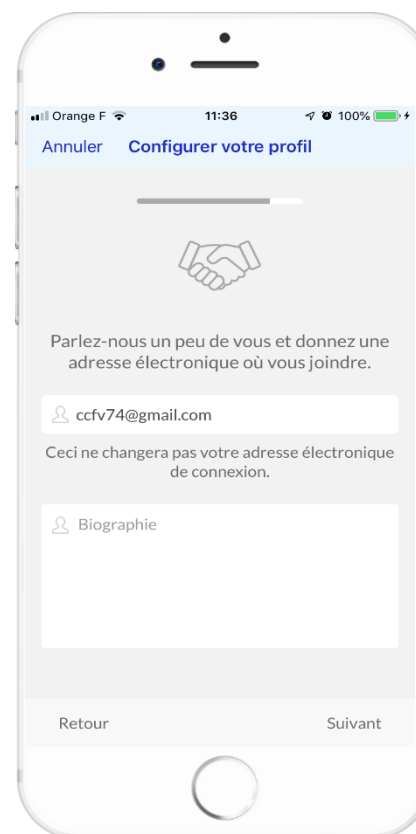 Orange F 11:36 100%
Annuler Configurer votre profil
Parlez-nous un peu de vous et donnez une
adresse électronique où vous joindre.
ccfv74@gmail.com
Ceci ne changera pas votre adresse électronique
de connexion.
Biographie
Retour Suivant